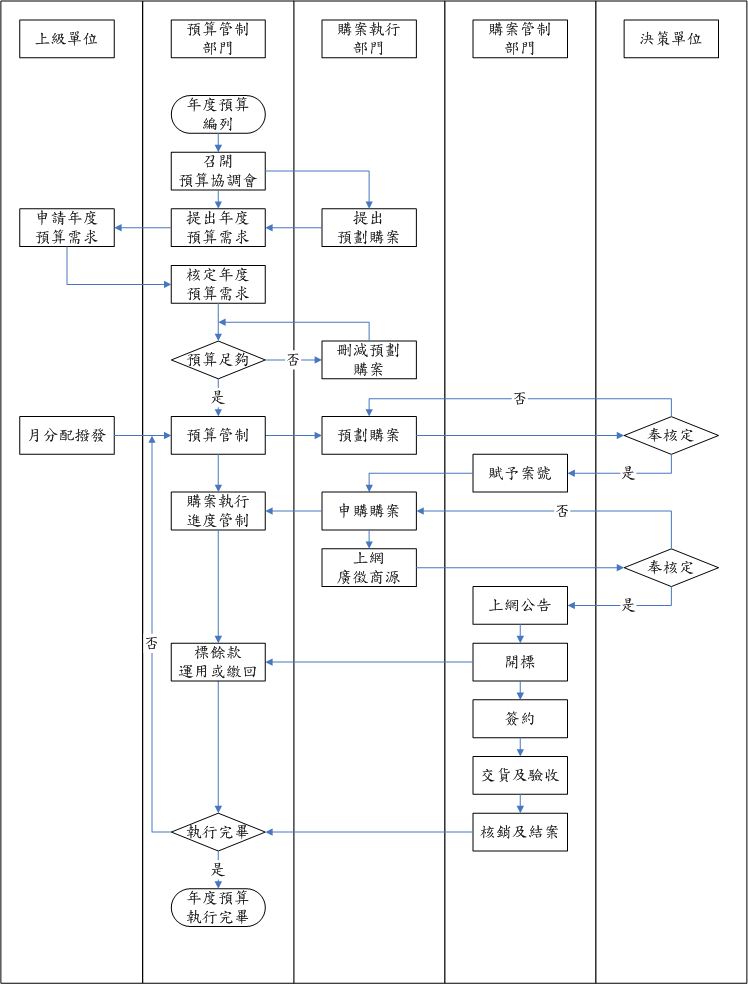 上級單位
預算管制
部門
購案執行
部門
購案管制
部門
決策單位
年度預算
編列
召開
預算協調會
申請年度
預算需求
提出年度
預算需求
提出
預劃購案
核定年度
預算需求
預算足夠
否
刪減預劃
購案
是
否
月分配撥發
預算管制
預劃購案
奉核定
賦予案號
是
購案執行
進度管制
申購購案
否
上網
廣徵商源
奉核定
上網公告
是
否
標餘款
運用或繳回
開標
簽約
交貨及驗收
執行完畢
核銷及結案
是
年度預算
執行完畢